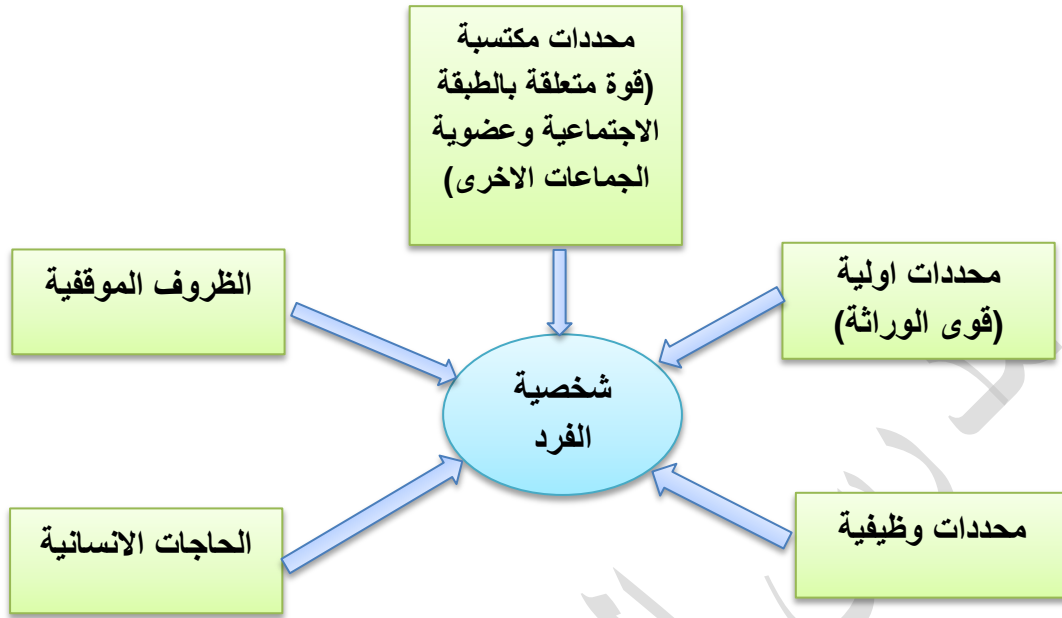 محددات مكتسبة
(قوة متعلقة بالطبقة
الاجتماعية وعضوية
الجماعات الاخرى)
محددات اولية
(قوى الوراثة)
الظروف الموقفية
شخصية
الفرد
محددات وظيفية
الحاجات الانسانية